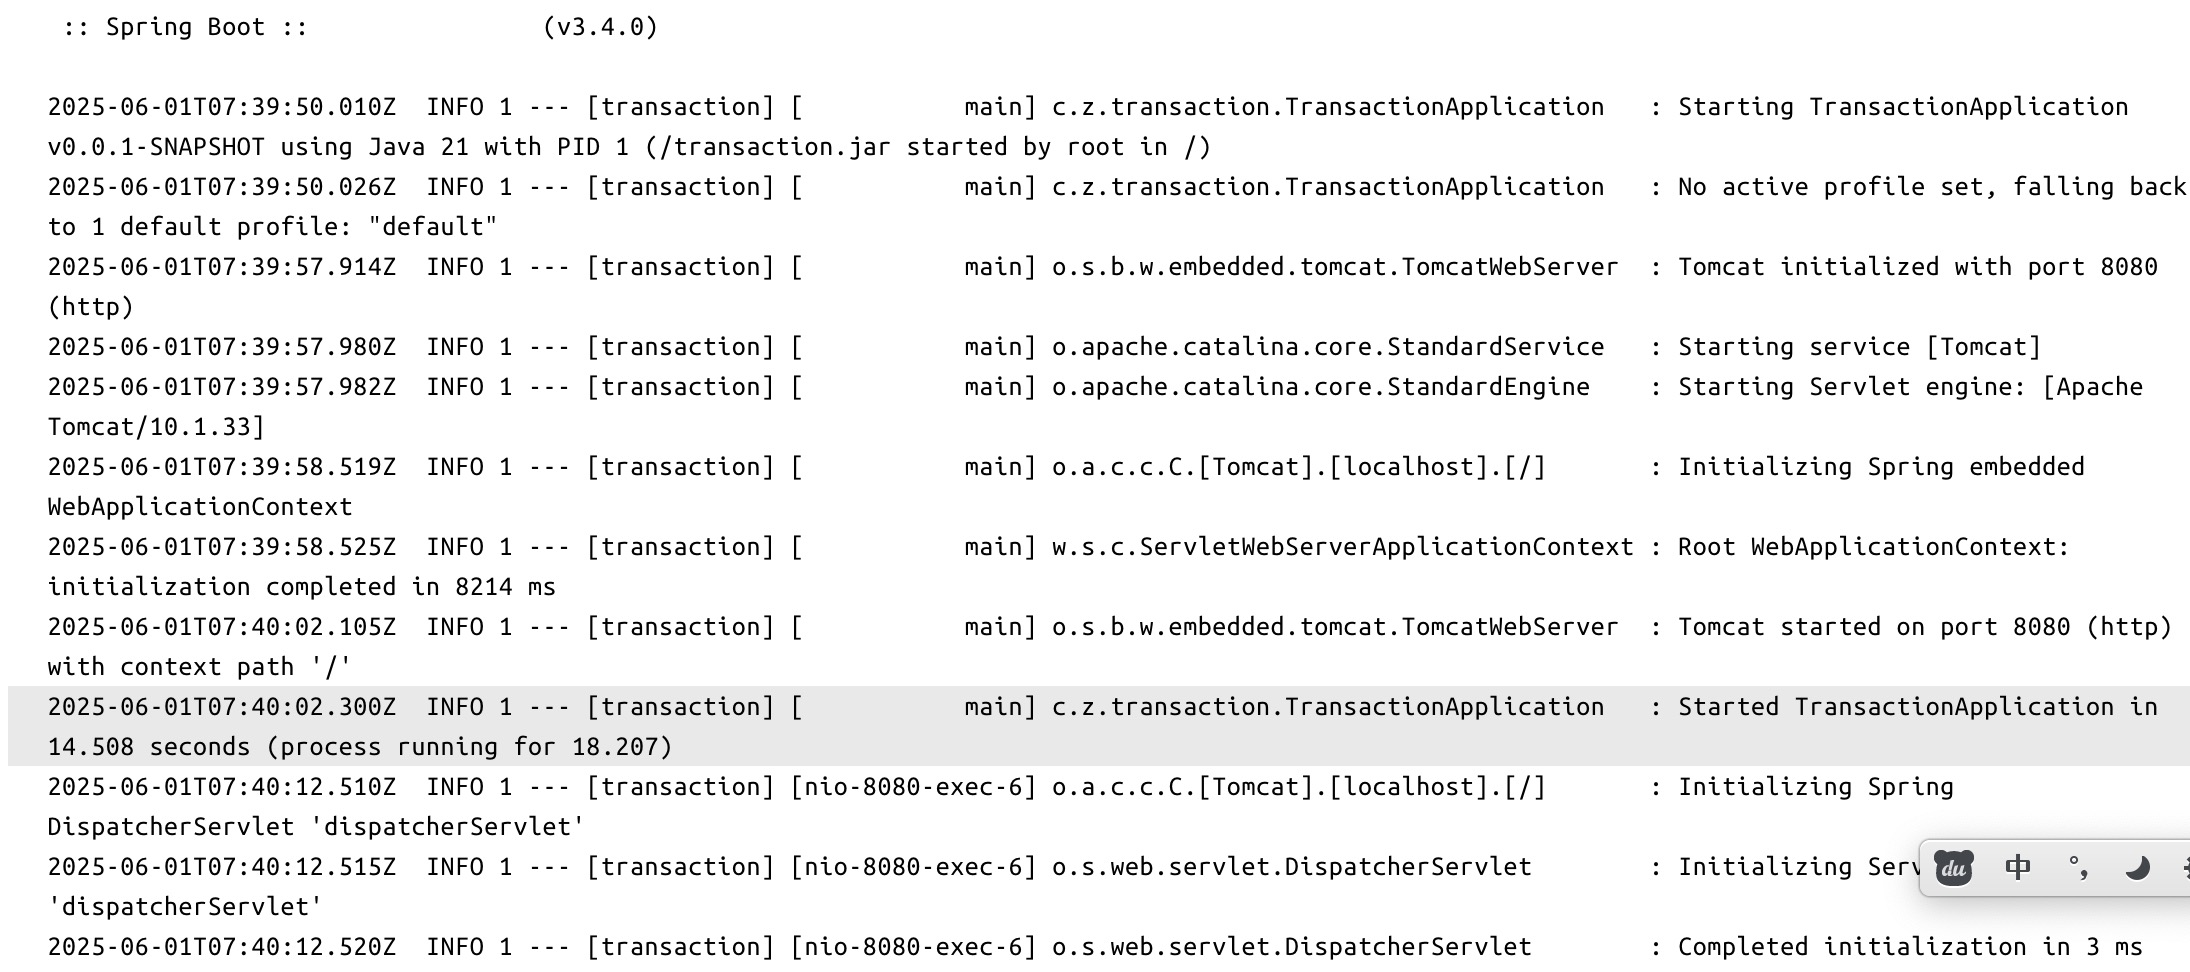 :: Spring Boot ::                (v3.4.0)
2025-06-01T07:39:50.010Z  INFO 1 --- [transaction] [           main] c.z.transaction.TransactionApplication   : Starting TransactionApplication
v0.0.1-SNAPSHOT using Java 21 with PID 1 (/transaction.jar started by root in /)
2025-06-01T07:39:50.026Z  INFO 1 --- [transaction] [           main] c.z.transaction.TransactionApplication   : No active profile set, falling back
to 1 default profile: "default"
2025-06-01T07:39:57.914Z  INFO 1 --- [transaction] [           main] o.s.b.w.embedded.tomcat.TomcatWebServer  : Tomcat initialized with port 8080
(http)
2025-06-01T07:39:57.980Z  INFO 1 --- [transaction] [           main] o.apache.catalina.core.StandardService   : Starting service [Tomcat]
2025-06-01T07:39:57.982Z  INFO 1 --- [transaction] [           main] o.apache.catalina.core.StandardEngine    : Starting Servlet engine: [Apache
Tomcat/10.1.33]
2025-06-01T07:39:58.519Z  INFO 1 --- [transaction] [           main] o.a.c.c.C.[Tomcat].[localhost].[/]       : Initializing Spring embedded
WebApplicationContext
2025-06-01T07:39:58.525Z  INFO 1 --- [transaction] [           main] w.s.c.ServletWebServerApplicationContext : Root WebApplicationContext:
initialization completed in 8214 ms
2025-06-01T07:40:02.105Z  INFO 1 --- [transaction] [           main] o.s.b.w.embedded.tomcat.TomcatWebServer  : Tomcat started on port 8080 (http)
with context path '/'
2025-06-01T07:40:02.300Z  INFO 1 --- [transaction] [           main] c.z.transaction.TransactionApplication   : Started TransactionApplication in
14.508 seconds (process running for 18.207)
2025-06-01T07:40:12.510Z  INFO 1 --- [transaction] [nio-8080-exec-6] o.a.c.c.C.[Tomcat].[localhost].[/]       : Initializing Spring
DispatcherServlet 'dispatcherServlet'
2025-06-01T07:40:12.515Z  INFO 1 --- [transaction] [nio-8080-exec-6] o.s.web.servlet.DispatcherServlet        : Initializing
du 中 °,
'dispatcherServlet'
2025-06-01T07:40:12.520Z  INFO 1 --- [transaction] [nio-8080-exec-6] o.s.web.servlet.DispatcherServlet        : Completed initialization in 3 ms